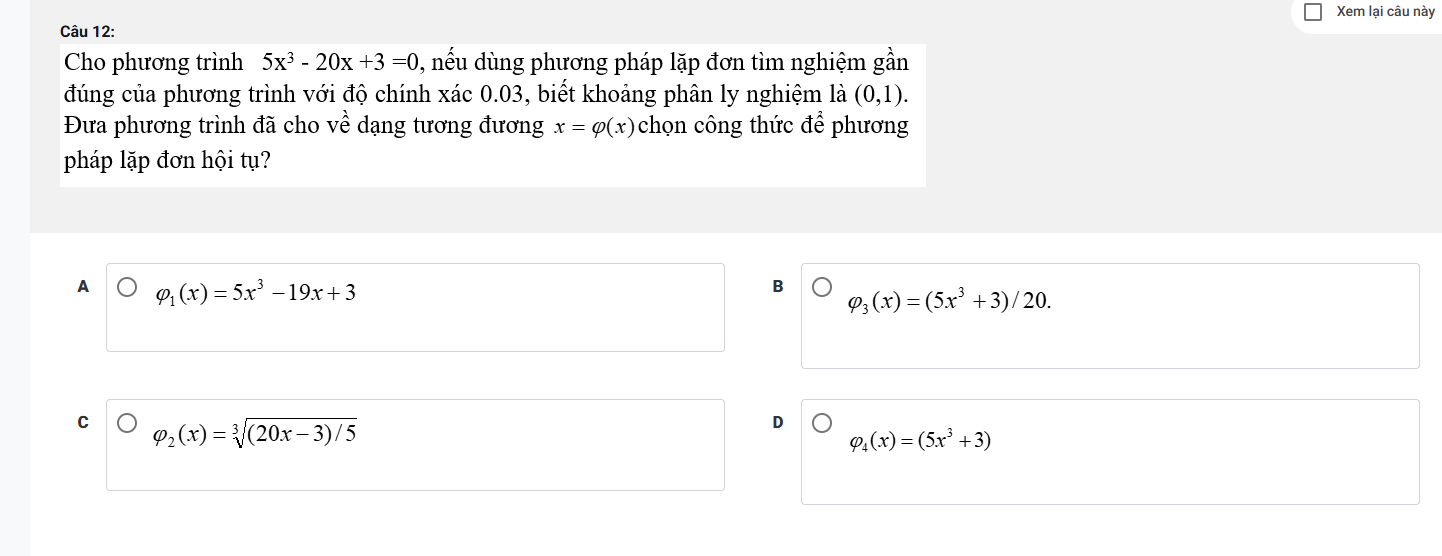 Xem lại câu này
Câu 12:
Cho phương trình 5x³ - 20x +3 =0, nếu dùng phương pháp lặp đơn tìm nghiệm gần
đúng của phương trình với độ chính xác 0.03, biết khoảng phân ly nghiệm là (0,1).
Đưa phương trình đã cho về dạng tương đương x = φ(x) chọn công thức để phương
pháp lặp đơn hội tụ?
A φ₁(x) = 5x³ −19x + 3
B φ₃(x) = (5x³ + 3) / 20.
C φ₂(x) = ∛(20x − 3) / 5
D φ₄(x) = (5x³ + 3)